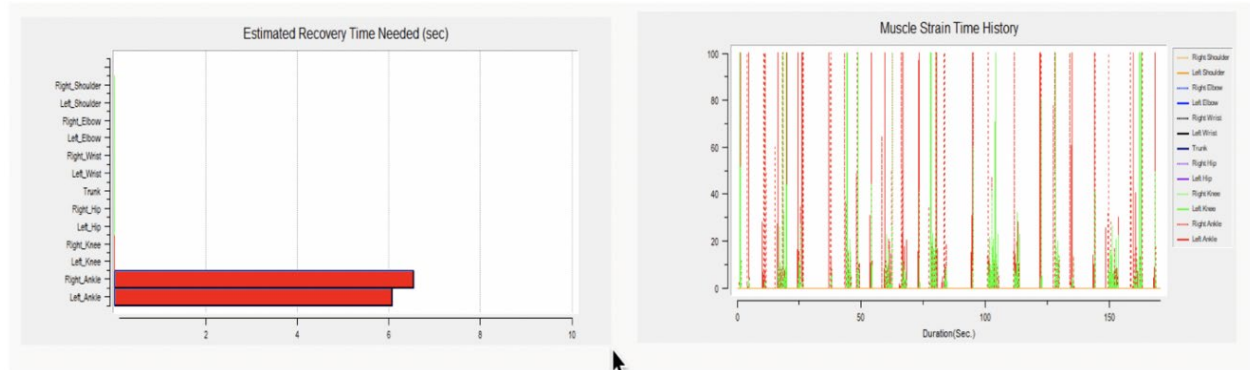 Estimated Recovery Time Needed (sec)
Right_Shoulder
Left_Shoulder
Right_Elbow
Left_Elbow
Right_Wrist
Left_Wrist
Trunk
Right_Hip
Left_Hip
Right_Knee
Left_Knee
Right_Ankle
Left_Ankle
2 4 6 8 10
Muscle Strain Time History
100
80
60
40
20
0
0 50 100 150
Duration(Sec.)
Right Shoulder
Left Shoulder
Right Elbow
Left Elbow
Right Wrist
Left Wrist
Trunk
Right Hip
Left Hip
Right Knee
Left Knee
Right Ankle
Left Ankle